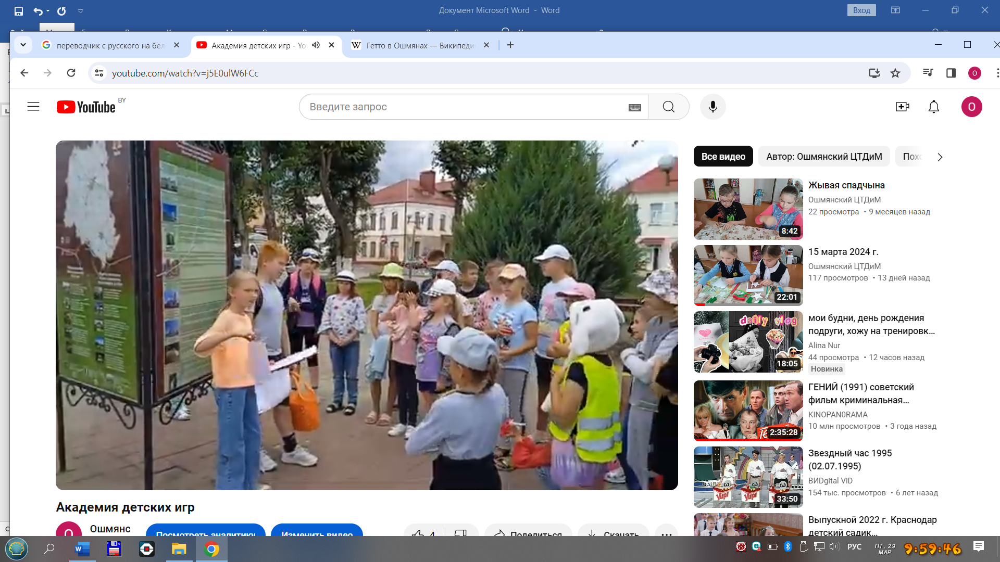 Документ Microsoft Word - Word
Вход
переводчик с русского на бел
Академия детских игр - You
Гетто в Ошмянах — Википеди
youtube.com/watch?v=j5E0ulW6FCc
О
YouTube
BY
Введите запрос
О
Все видео
Автор: Ошмянский ЦТДиМ
Похо
Жывая спадчына
Ошмянский ЦТДиМ
22 просмотра • 9 месяцев назад
8:42
15 марта 2024 г.
Ошмянский ЦТДиМ
117 просмотров • 13 дней назад
22:01
daily vlog
мои будни, день рождения
подруги, хожу на тренировк...
Alina Nur
44 просмотра • 12 часов назад
18:05
Новинка
ГЕНИЙ (1991) советский
фильм криминальная...
KINOPAN0RAMA
10 млн просмотров • 3 года назад
2:35:28
Звездный час 1995
(02.07.1995)
ВИDgital ViD
154 тыс. просмотров • 6 лет назад
Yupi Yupi
33:50
Выпускной 2022 г. Краснодар
детский садик...
Академия детских игр
О
Ошмянс
Посмотреть аналитику
Изменить видео
4
Поделиться
Скачать
РУС
ПТ, 29
МАР
9:59:46